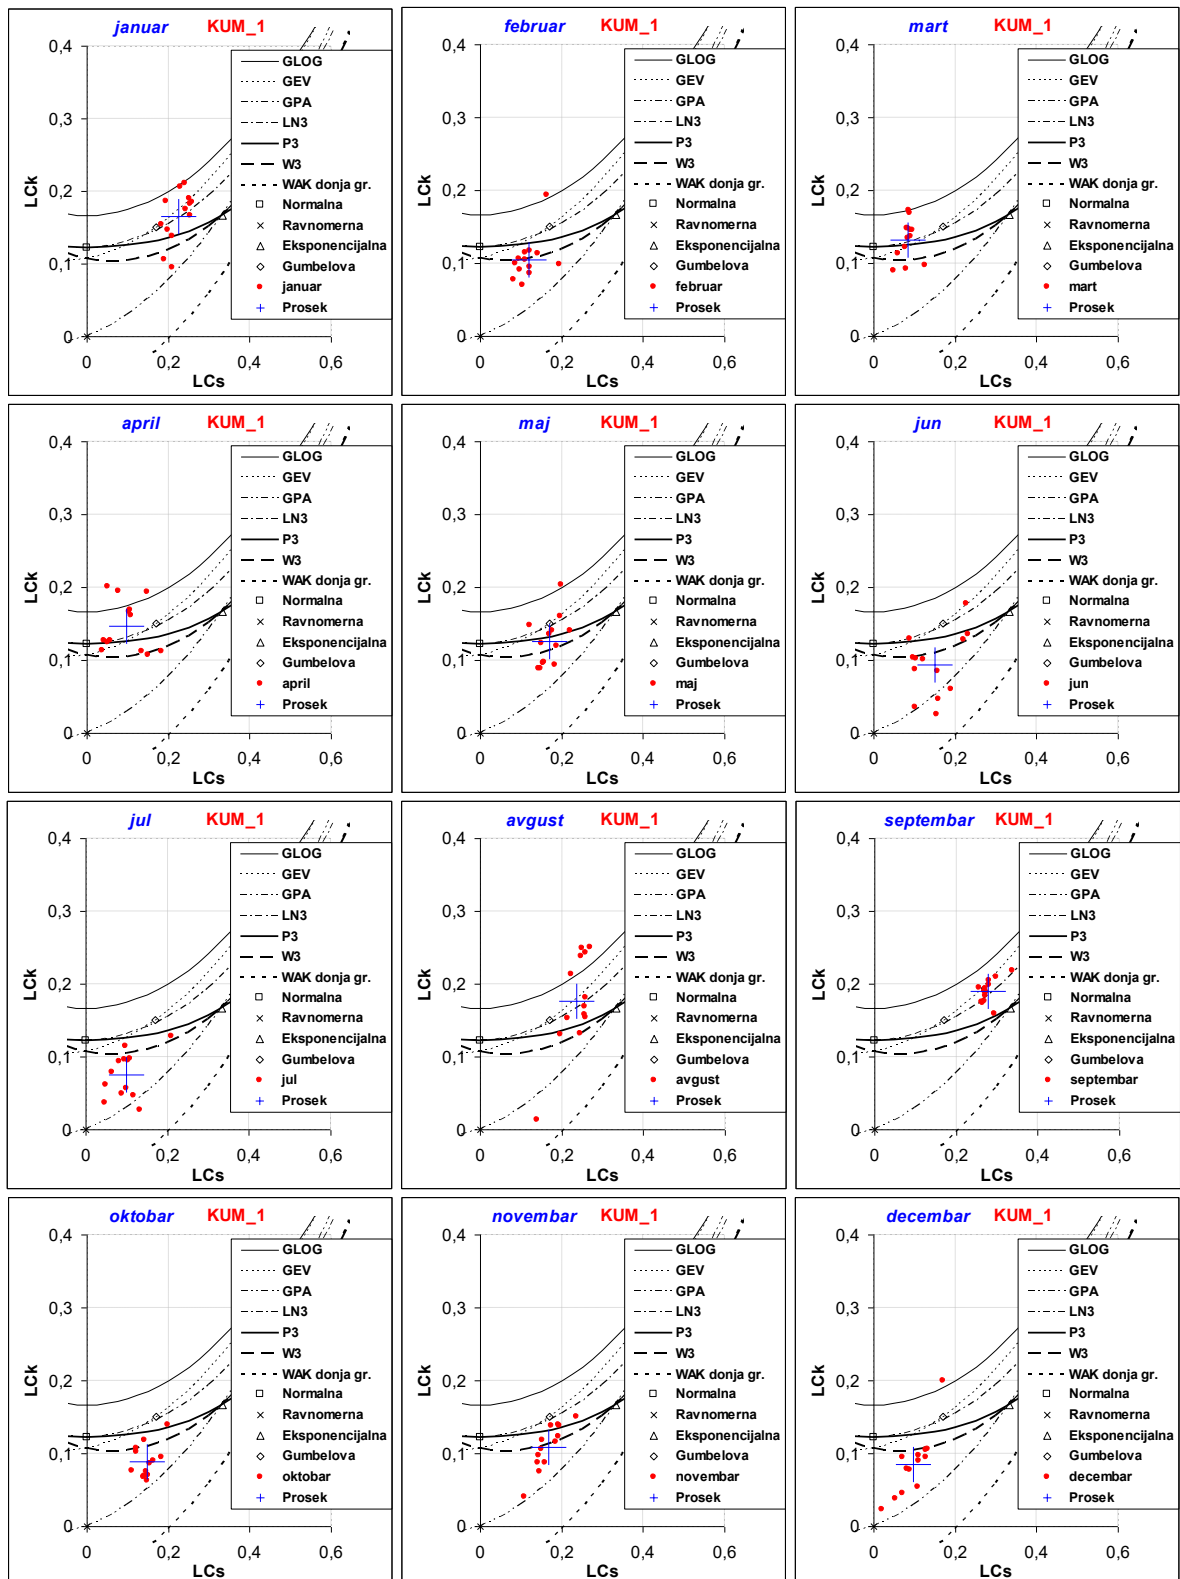 januar KUM_1
LCk
0,4
0,3
0,2
0,1
0
0 0,2 0,4 0,6
LCs
GLOG
GEV
GPA
LN3
P3
W3
WAK donja gr.
Normalna
Ravnomerna
Eksponencijalna
Gumbelova
januar
Prosek
februar KUM_1
LCk
0,4
0,3
0,2
0,1
0
0 0,2 0,4 0,6
LCs
GLOG
GEV
GPA
LN3
P3
W3
WAK donja gr.
Normalna
Ravnomerna
Eksponencijalna
Gumbelova
februar
Prosek
mart KUM_1
LCk
0,4
0,3
0,2
0,1
0
0 0,2 0,4 0,6
LCs
GLOG
GEV
GPA
LN3
P3
W3
WAK donja gr.
Normalna
Ravnomerna
Eksponencijalna
Gumbelova
mart
Prosek
april KUM_1
LCk
0,4
0,3
0,2
0,1
0
0 0,2 0,4 0,6
LCs
GLOG
GEV
GPA
LN3
P3
W3
WAK donja gr.
Normalna
Ravnomerna
Eksponencijalna
Gumbelova
april
Prosek
maj KUM_1
LCk
0,4
0,3
0,2
0,1
0
0 0,2 0,4 0,6
LCs
GLOG
GEV
GPA
LN3
P3
W3
WAK donja gr.
Normalna
Ravnomerna
Eksponencijalna
Gumbelova
maj
Prosek
jun KUM_1
LCk
0,4
0,3
0,2
0,1
0
0 0,2 0,4 0,6
LCs
GLOG
GEV
GPA
LN3
P3
W3
WAK donja gr.
Normalna
Ravnomerna
Eksponencijalna
Gumbelova
jun
Prosek
jul KUM_1
LCk
0,4
0,3
0,2
0,1
0
0 0,2 0,4 0,6
LCs
GLOG
GEV
GPA
LN3
P3
W3
WAK donja gr.
Normalna
Ravnomerna
Eksponencijalna
Gumbelova
jul
Prosek
avgust KUM_1
LCk
0,4
0,3
0,2
0,1
0
0 0,2 0,4 0,6
LCs
GLOG
GEV
GPA
LN3
P3
W3
WAK donja gr.
Normalna
Ravnomerna
Eksponencijalna
Gumbelova
avgust
Prosek
septembar KUM_1
LCk
0,4
0,3
0,2
0,1
0
0 0,2 0,4 0,6
LCs
GLOG
GEV
GPA
LN3
P3
W3
WAK donja gr.
Normalna
Ravnomerna
Eksponencijalna
Gumbelova
septembar
Prosek
oktobar KUM_1
LCk
0,4
0,3
0,2
0,1
0
0 0,2 0,4 0,6
LCs
GLOG
GEV
GPA
LN3
P3
W3
WAK donja gr.
Normalna
Ravnomerna
Eksponencijalna
Gumbelova
oktobar
Prosek
novembar KUM_1
LCk
0,4
0,3
0,2
0,1
0
0 0,2 0,4 0,6
LCs
GLOG
GEV
GPA
LN3
P3
W3
WAK donja gr.
Normalna
Ravnomerna
Eksponencijalna
Gumbelova
novembar
Prosek
decembar KUM_1
LCk
0,4
0,3
0,2
0,1
0
0 0,2 0,4 0,6
LCs
GLOG
GEV
GPA
LN3
P3
W3
WAK donja gr.
Normalna
Ravnomerna
Eksponencijalna
Gumbelova
decembar
Prosek